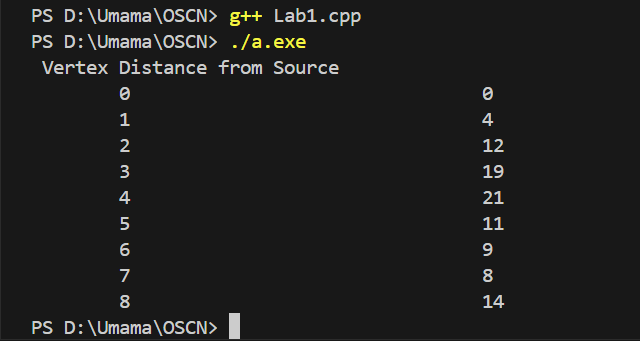 PS D:\Umama\OSCN> g++ Lab1.cpp
PS D:\Umama\OSCN> ./a.exe
Vertex Distance from Source
0 0
1 4
2 12
3 19
4 21
5 11
6 9
7 8
8 14
PS D:\Umama\OSCN>